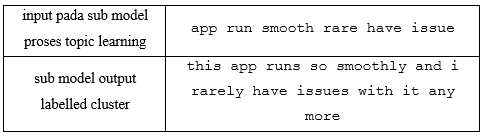 input pada sub model
proses topic learning
app run smooth rare have issue
sub model output
labelled cluster
this app runs so smoothly and i
rarely have issues with it any
more